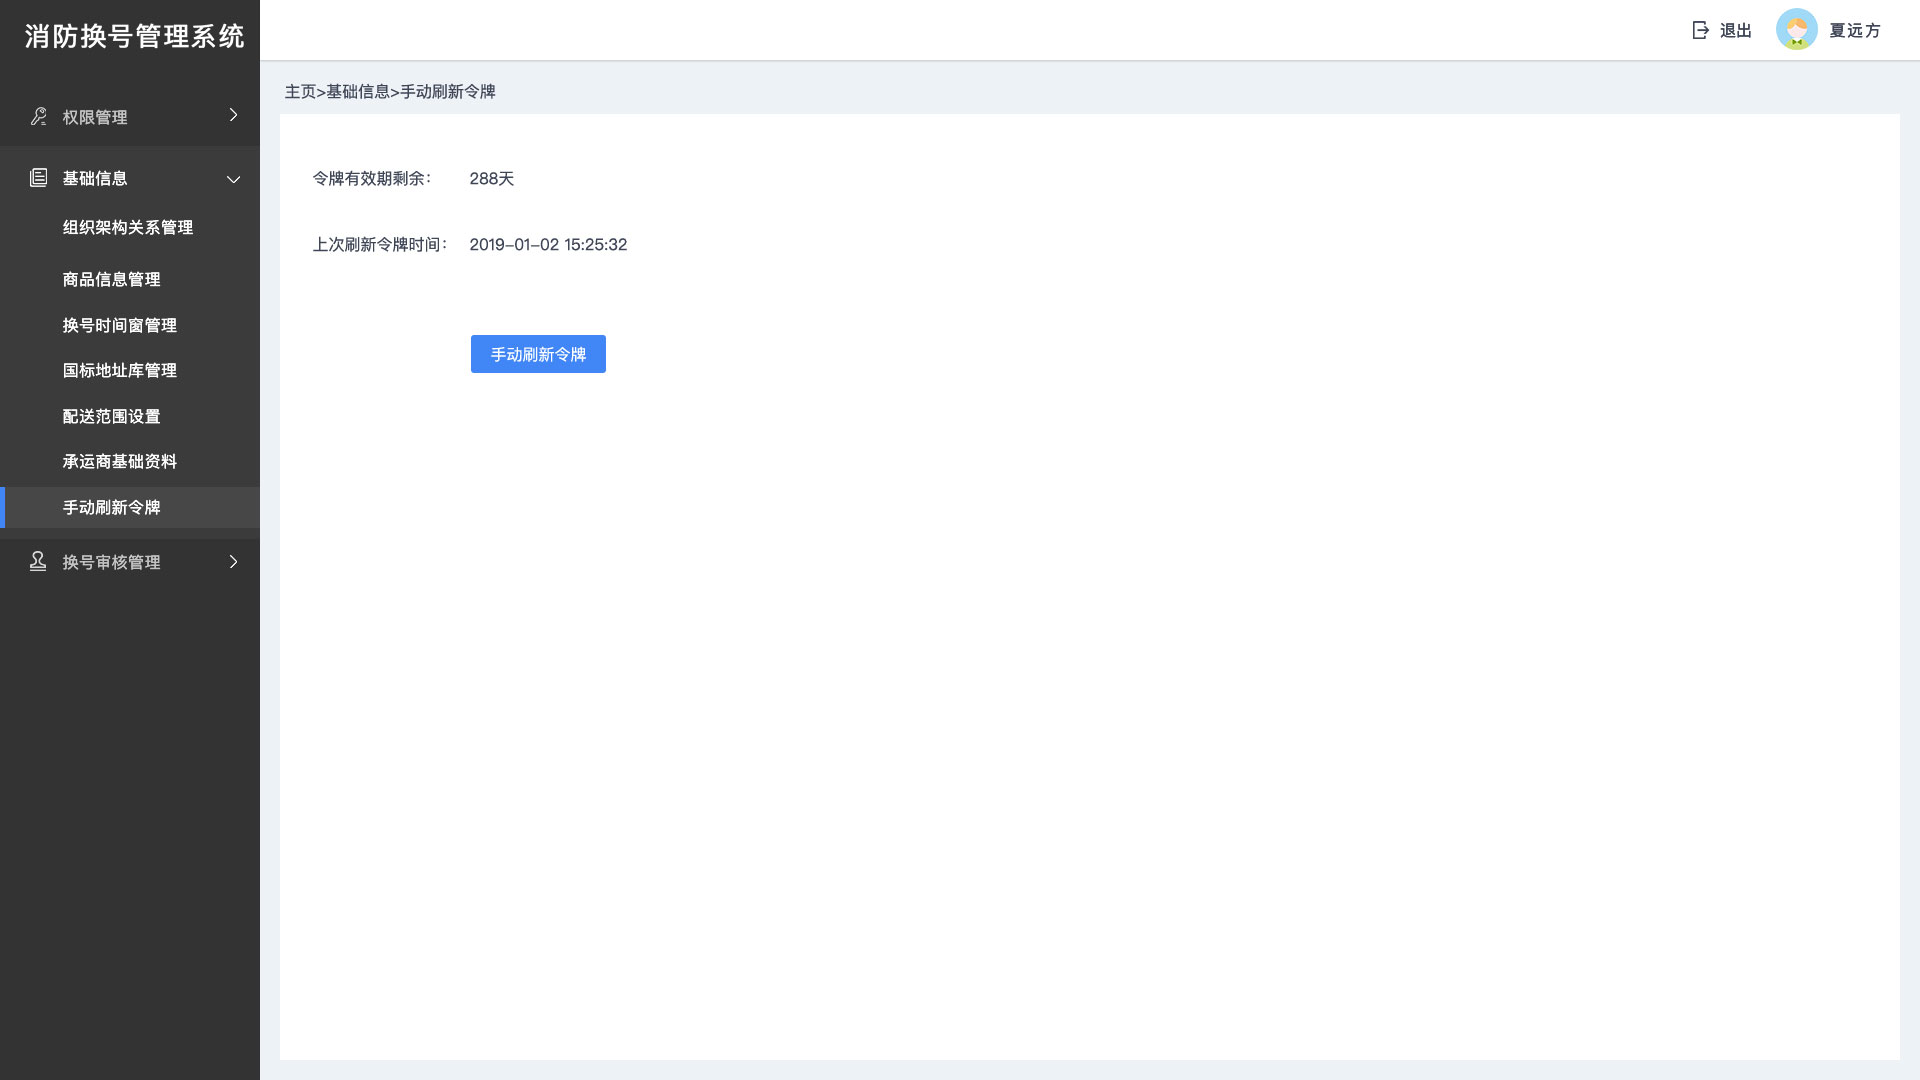 消防换号管理系统
退出
夏远方
权限管理
基础信息
组织架构关系管理
商品信息管理
换号时间窗管理
国标地址库管理
配送范围设置
承运商基础资料
手动刷新令牌
换号审核管理
主页>基础信息>手动刷新令牌
令牌有效期剩余： 288天
上次刷新令牌时间： 2019-01-02 15:25:32
手动刷新令牌